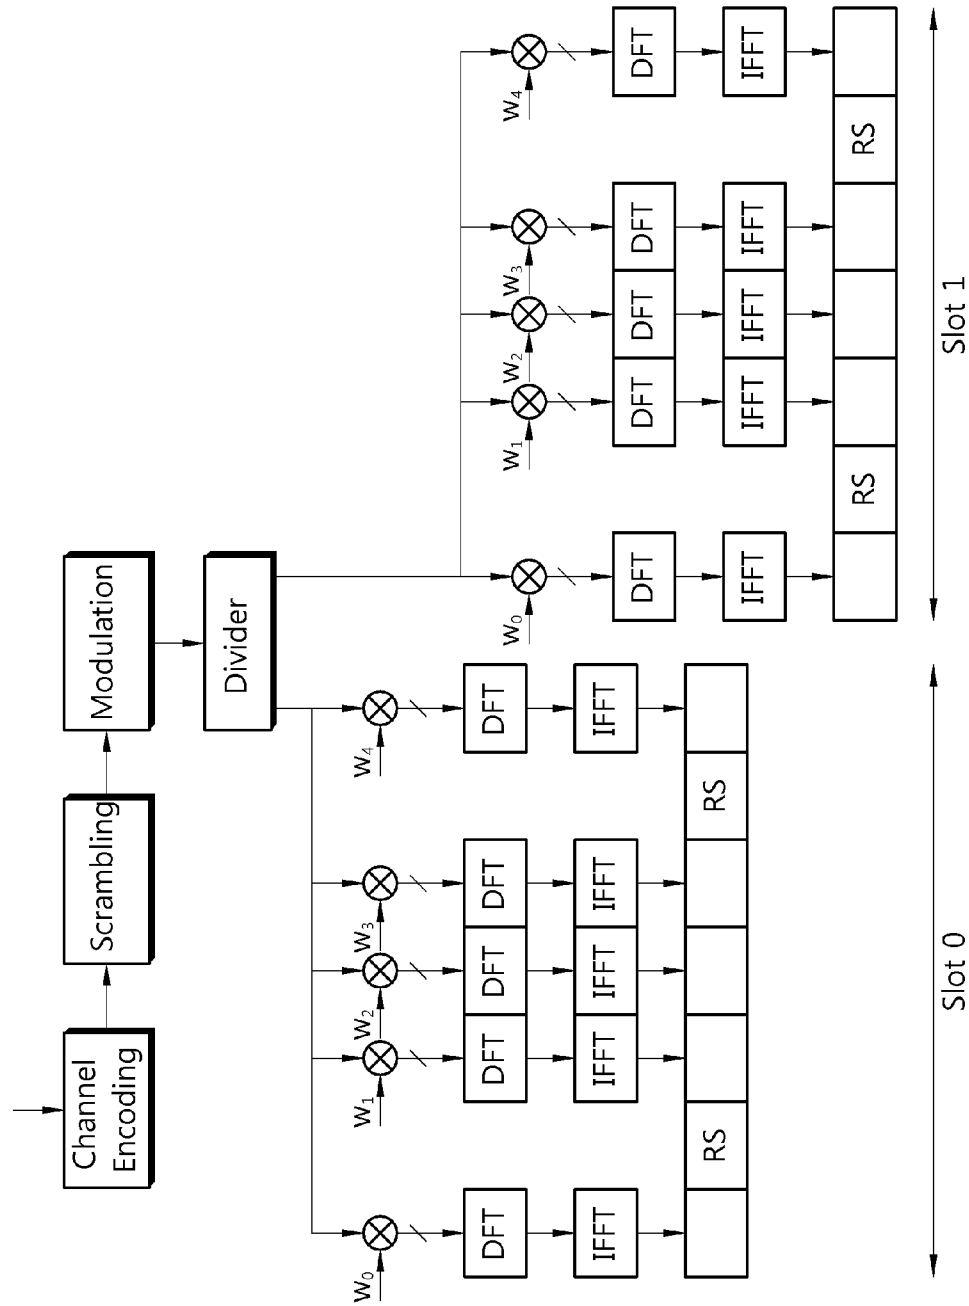 Channel
Encoding
Scrambling
Modulation
Divider
W₀
W₁
W₂
W₃
W₄
DFT
DFT
DFT
DFT
DFT
IFFT
IFFT
IFFT
IFFT
IFFT
RS
RS
Slot 0
W₀
W₁
W₂
W₃
W₄
DFT
DFT
DFT
DFT
DFT
IFFT
IFFT
IFFT
IFFT
IFFT
RS
RS
Slot 1